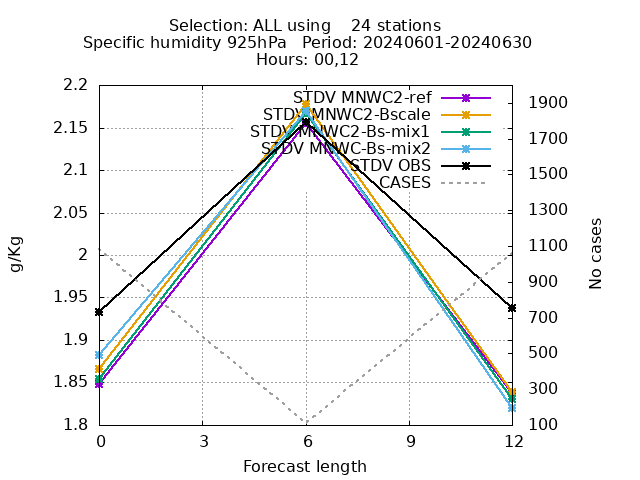 Selection: ALL using    24 stations
Specific humidity 925hPa   Period: 20240601-20240630
Hours: 00,12
STDV MNWC2-ref
STDV MNWC2-Bscale
STDV MNWC2-Bs-mix1
STDV MNWC-Bs-mix2
STDV OBS
CASES
g/Kg
2.2
2.15
2.1
2.05
2
1.95
1.9
1.85
1.8
No cases
1900
1700
1500
1300
1100
900
700
500
300
100
0 3 6 9 12
Forecast length